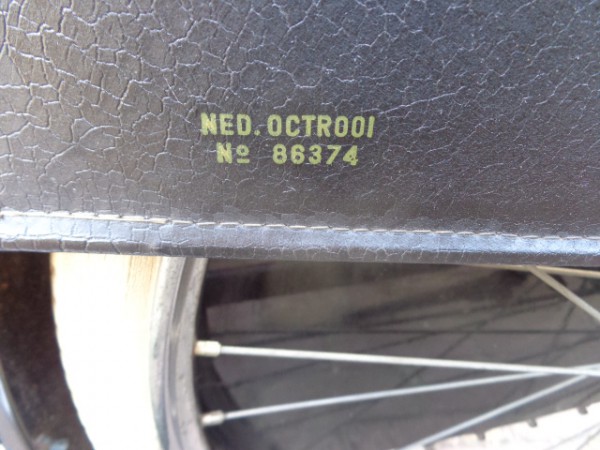 NED. OCTROOI
Nº 86374